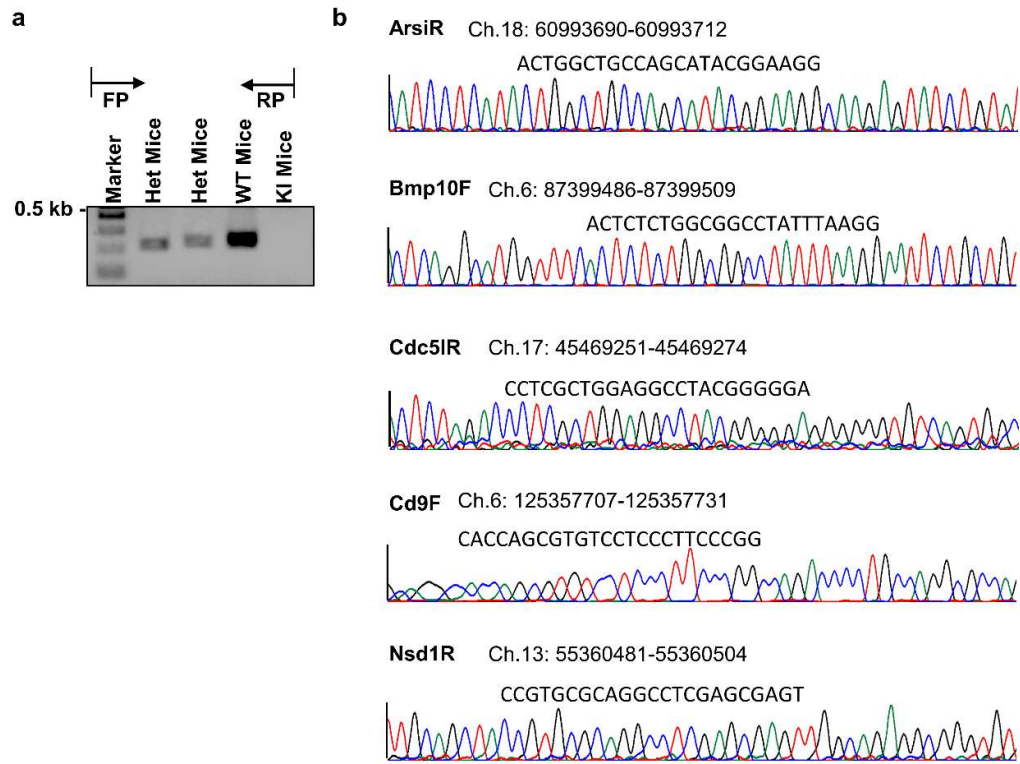 a
FP
RP
Marker
Het Mice
Het Mice
WT Mice
KI Mice
0.5 kb
b
ArsiR Ch.18: 60993690-60993712
ACTGGCTGCCAGCATACGGAAGG
Bmp10F Ch.6: 87399486-87399509
ACTCTCTGGCGGCCTATTTAAGG
Cdc5lR Ch.17: 45469251-45469274
CCTCGCTGGAGGCCTACGGGGGA
Cd9F Ch.6: 125357707-125357731
CACCAGCGTGTCCTCCCTTCCCGG
Nsd1R Ch.13: 55360481-55360504
CCGTGCGCAGGCCTCGAGCGAGT